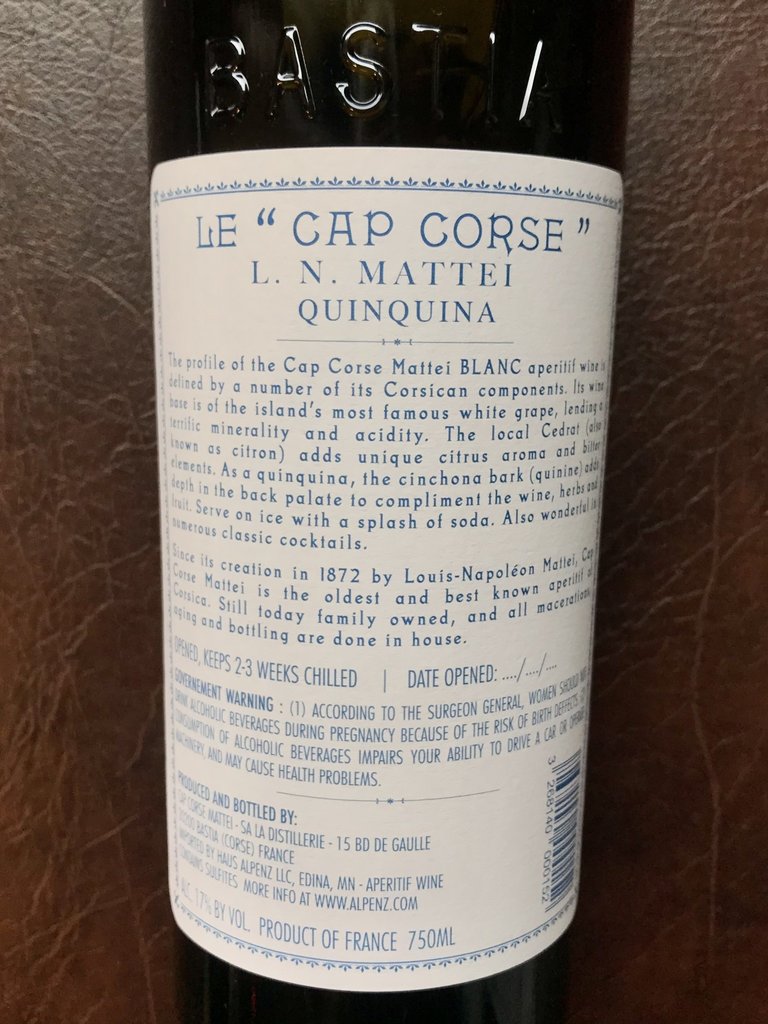 BASTIA
LE " CAP CORSE "
L. N. MATTEI
QUINQUINA
The profile of the Cap Corse Mattei BLANC aperitif wine is
defined by a number of its Corsican components. Its wine
base is of the island's most famous white grape, lending a
terrific minerality and acidity. The local Cedrat (also
known as citron) adds unique citrus aroma and bitter
elements. As a quinquina, the cinchona bark (quinine) adds
depth in the back palate to compliment the wine, herbs and
fruit. Serve on ice with a splash of soda. Also wonderful in
numerous classic cocktails.
Since its creation in 1872 by Louis-Napoléon Mattei, Cap
Corse Mattei is the oldest and best known aperitif of
Corsica. Still today family owned, and all maceration,
aging and bottling are done in house.
OPENED, KEEPS 2-3 WEEKS CHILLED | DATE OPENED: ..../..../....
GOVERNEMENT WARNING : (1) ACCORDING TO THE SURGEON GENERAL, WOMEN SHOULD NOT
DRINK ALCOHOLIC BEVERAGES DURING PREGNANCY BECAUSE OF THE RISK OF BIRTH DEFFECTS.
CONSUMPTION OF ALCOHOLIC BEVERAGES IMPAIRS YOUR ABILITY TO DRIVE A CAR OR OPERATE
MACHINERY, AND MAY CAUSE HEALTH PROBLEMS.
PRODUCED AND BOTTLED BY:
CAP CORSE MATTEI - SA LA DISTILLERIE - 15 BD DE GAULLE
20200 BASTIA (CORSE) FRANCE
IMPORTED BY HAUS ALPENZ LLC, EDINA, MN - APERITIF WINE
CONTAINS SULFITES MORE INFO AT WWW.ALPENZ.COM
ALC. 17% BY VOL. PRODUCT OF FRANCE 750ML
3 268140 000152